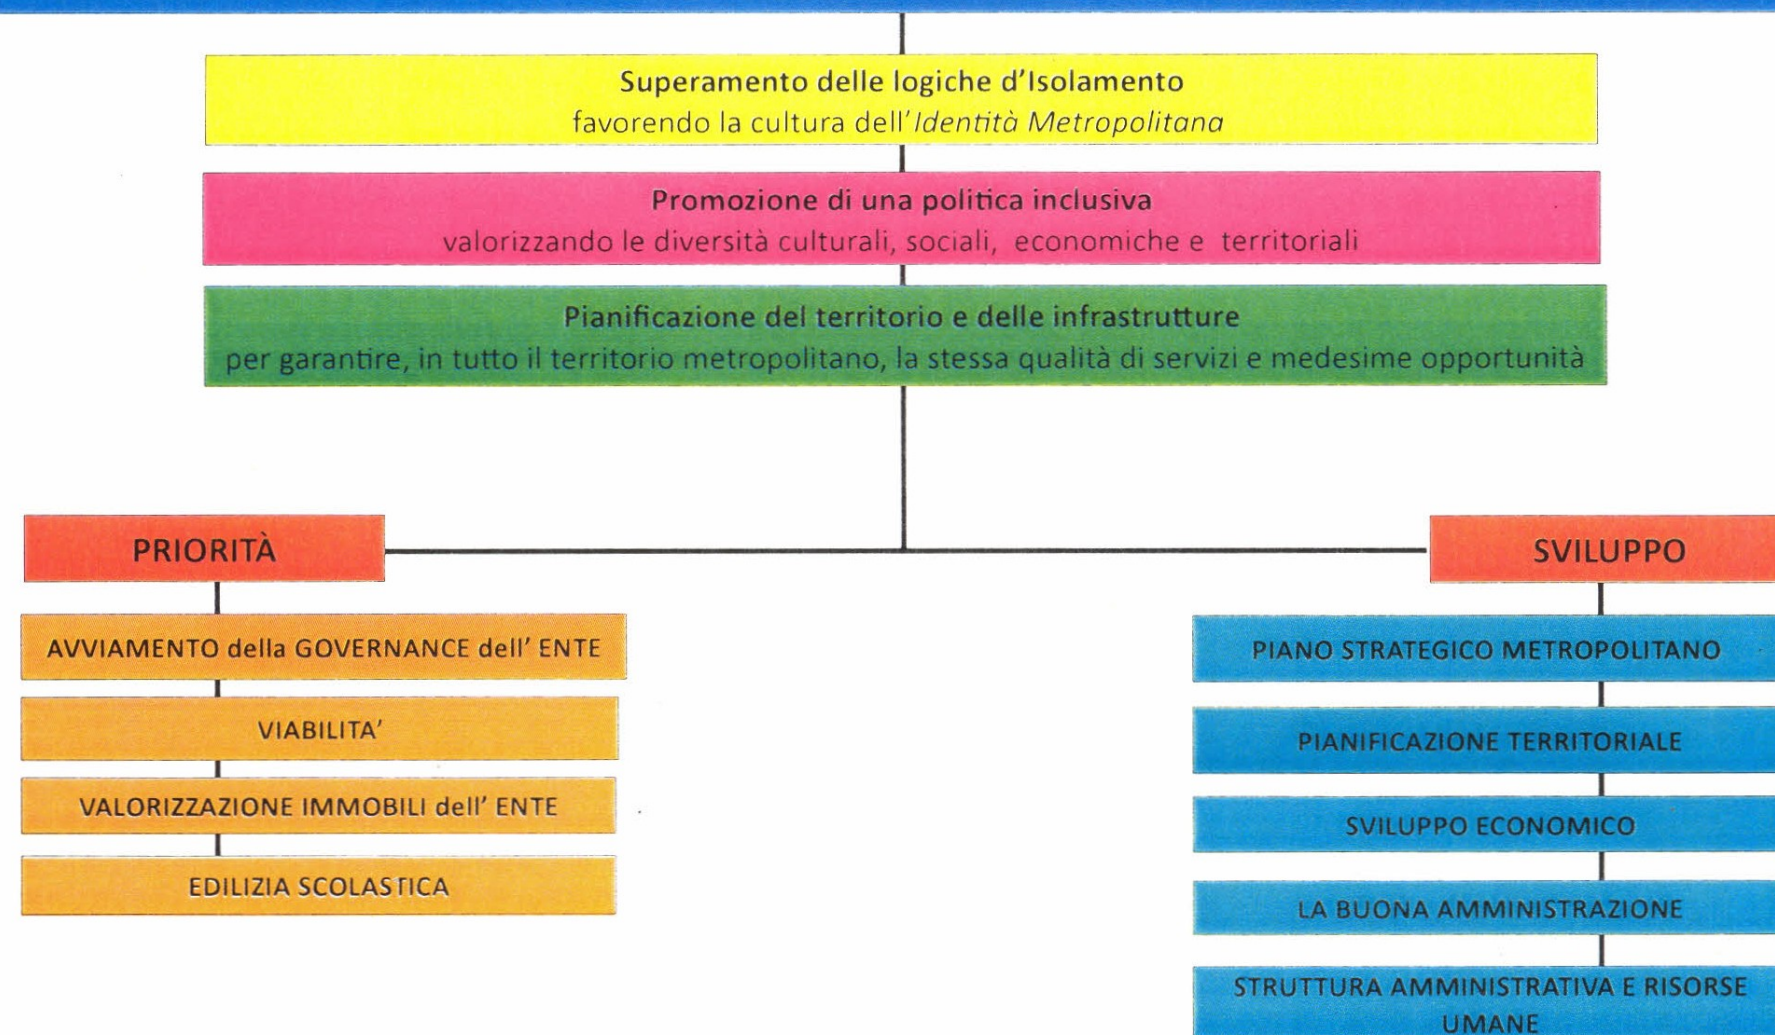 Superamento delle logiche d'Isolamento
favorendo la cultura dell'Identità Metropolitana
Promozione di una politica inclusiva
valorizzando le diversità culturali, sociali, economiche e territoriali
Pianificazione del territorio e delle infrastrutture
per garantire, in tutto il territorio metropolitano, la stessa qualità di servizi e medesime opportunità
PRIORITÀ
AVVIAMENTO della GOVERNANCE dell' ENTE
VIABILITA'
VALORIZZAZIONE IMMOBILI dell' ENTE
EDILIZIA SCOLASTICA
SVILUPPO
PIANO STRATEGICO METROPOLITANO
PIANIFICAZIONE TERRITORIALE
SVILUPPO ECONOMICO
LA BUONA AMMINISTRAZIONE
STRUTTURA AMMINISTRATIVA E RISORSE
UMANE